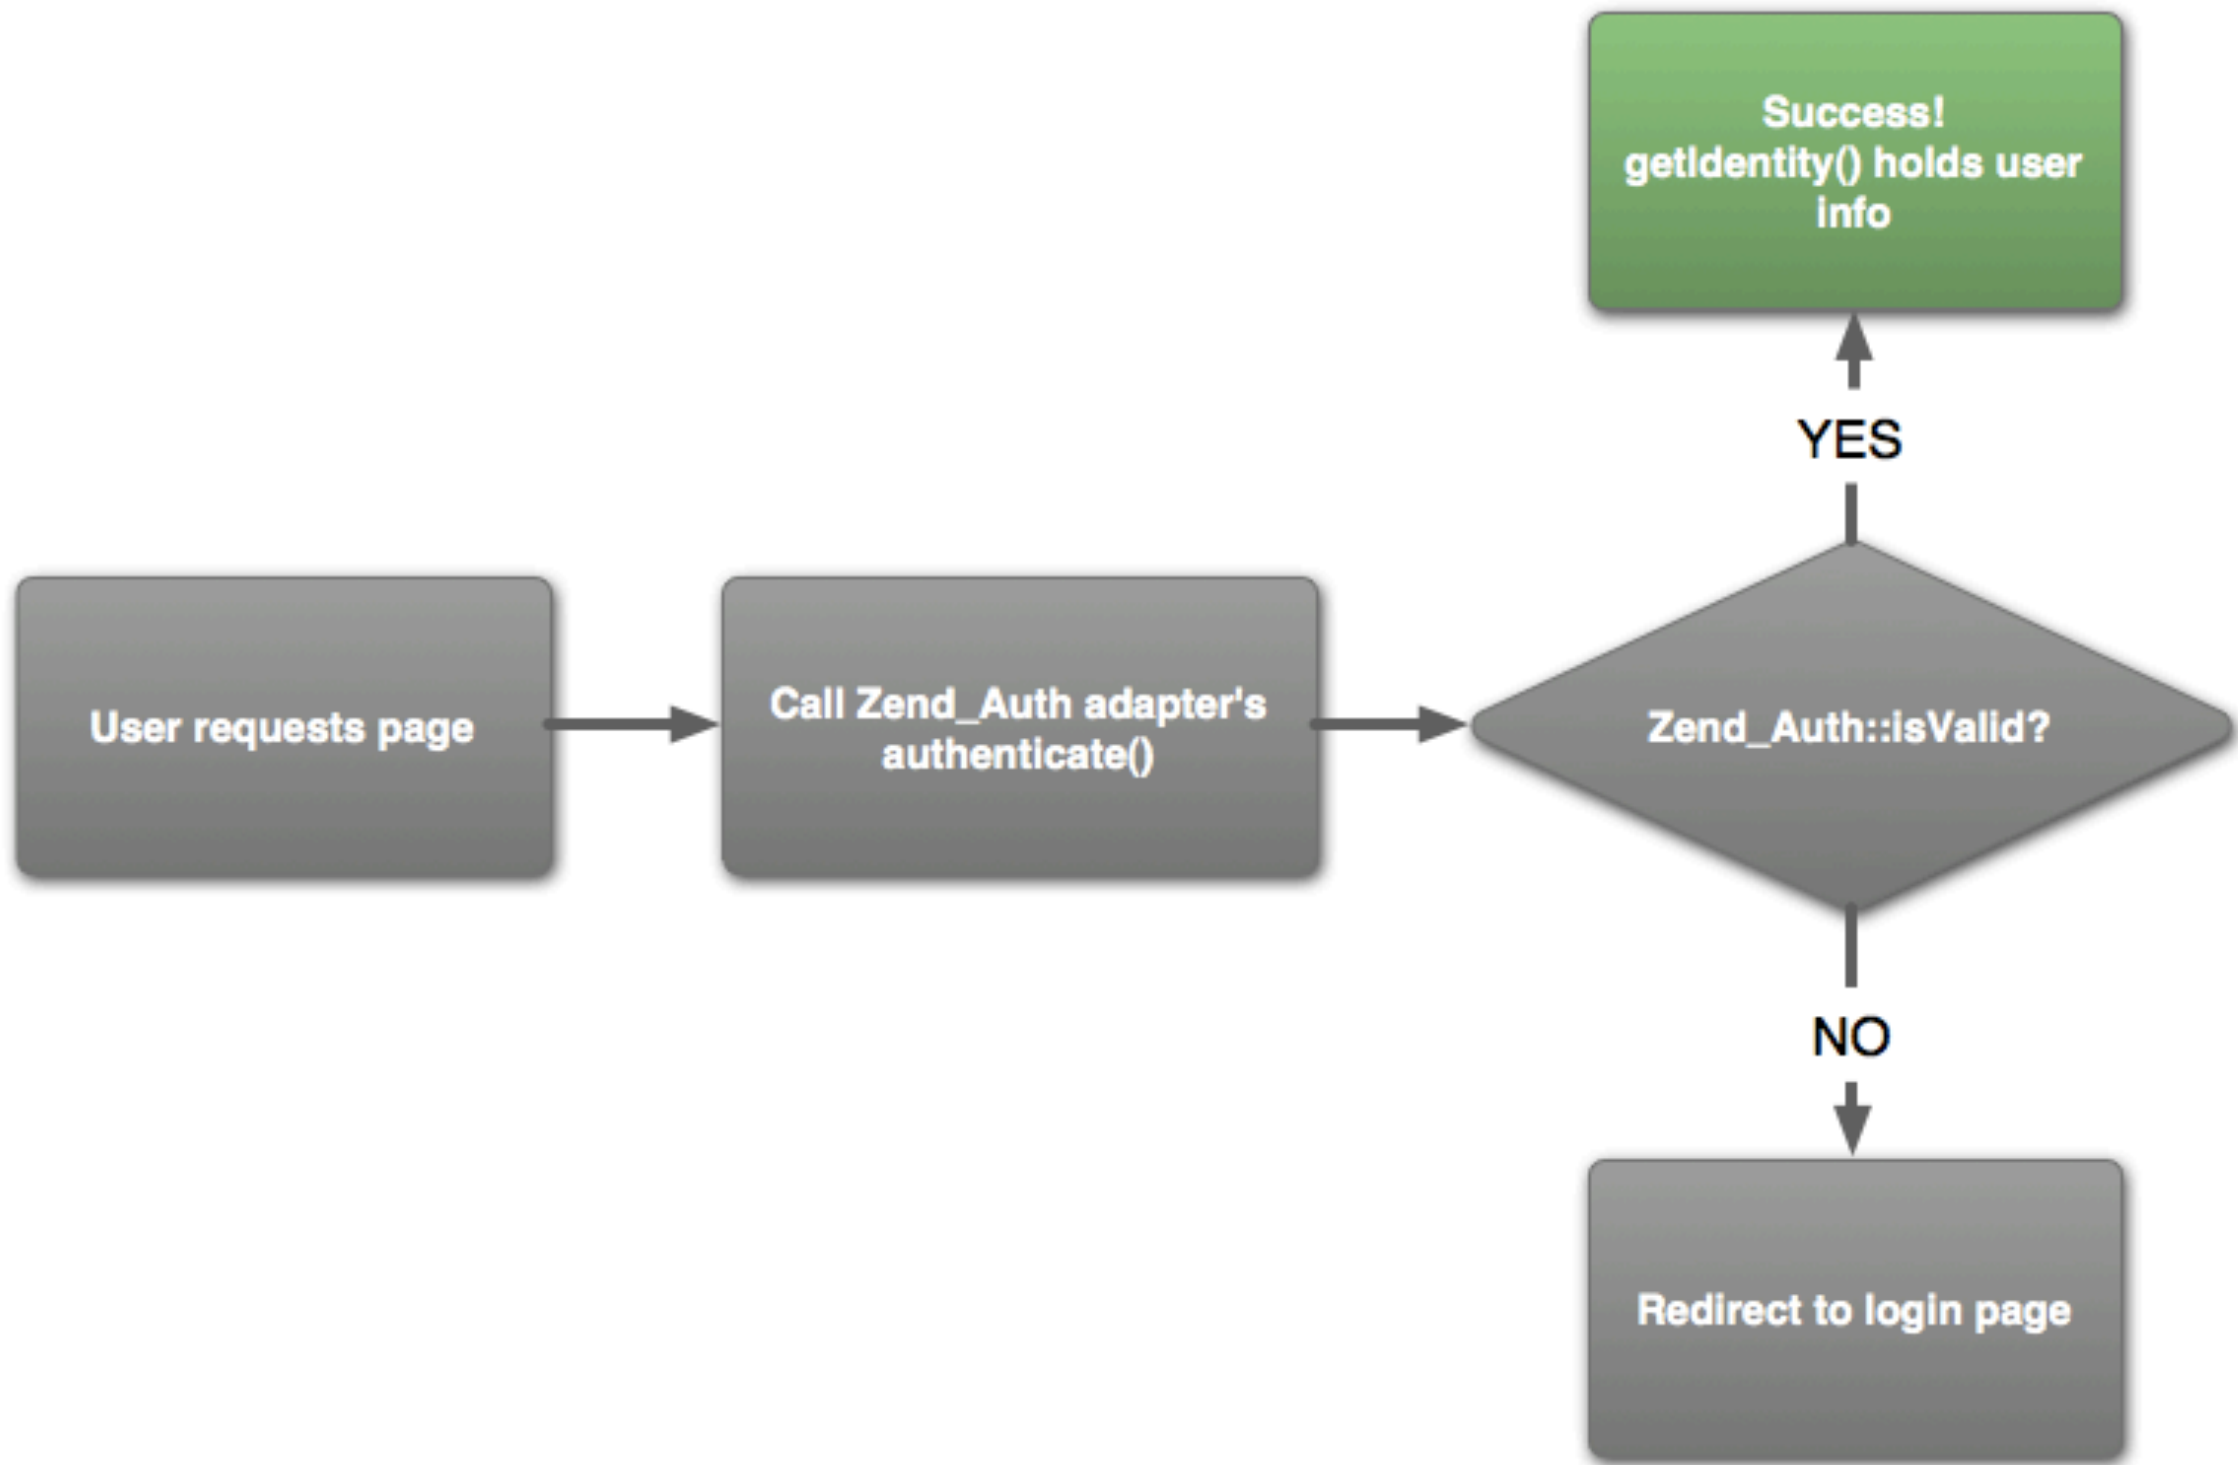 Success!
getIdentity() holds user
info
YES
User requests page
Call Zend_Auth adapter's
authenticate()
Zend_Auth::isValid?
NO
Redirect to login page